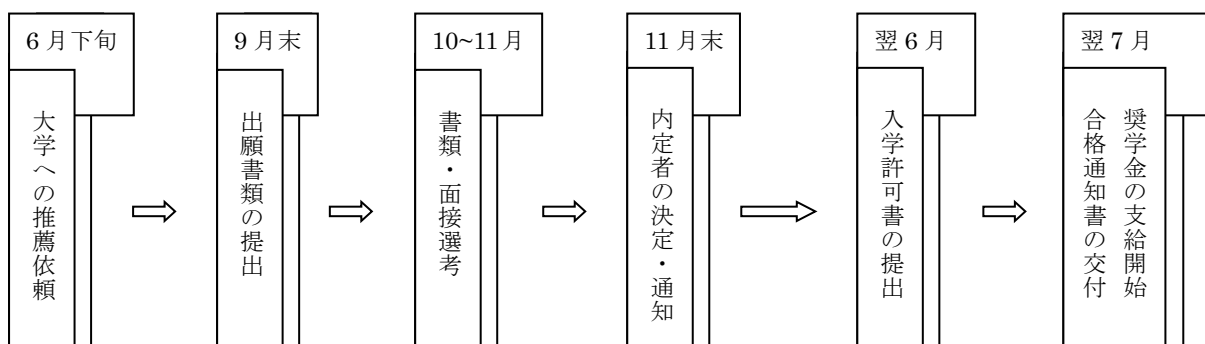 6月下旬
大学への推薦依頼
9月末
出願書類の提出
10~11月
書類・面接選考
11月末
内定者の決定・通知
翌6月
入学許可書の提出
翌7月
奨学金の支給開始
合格通知書の交付